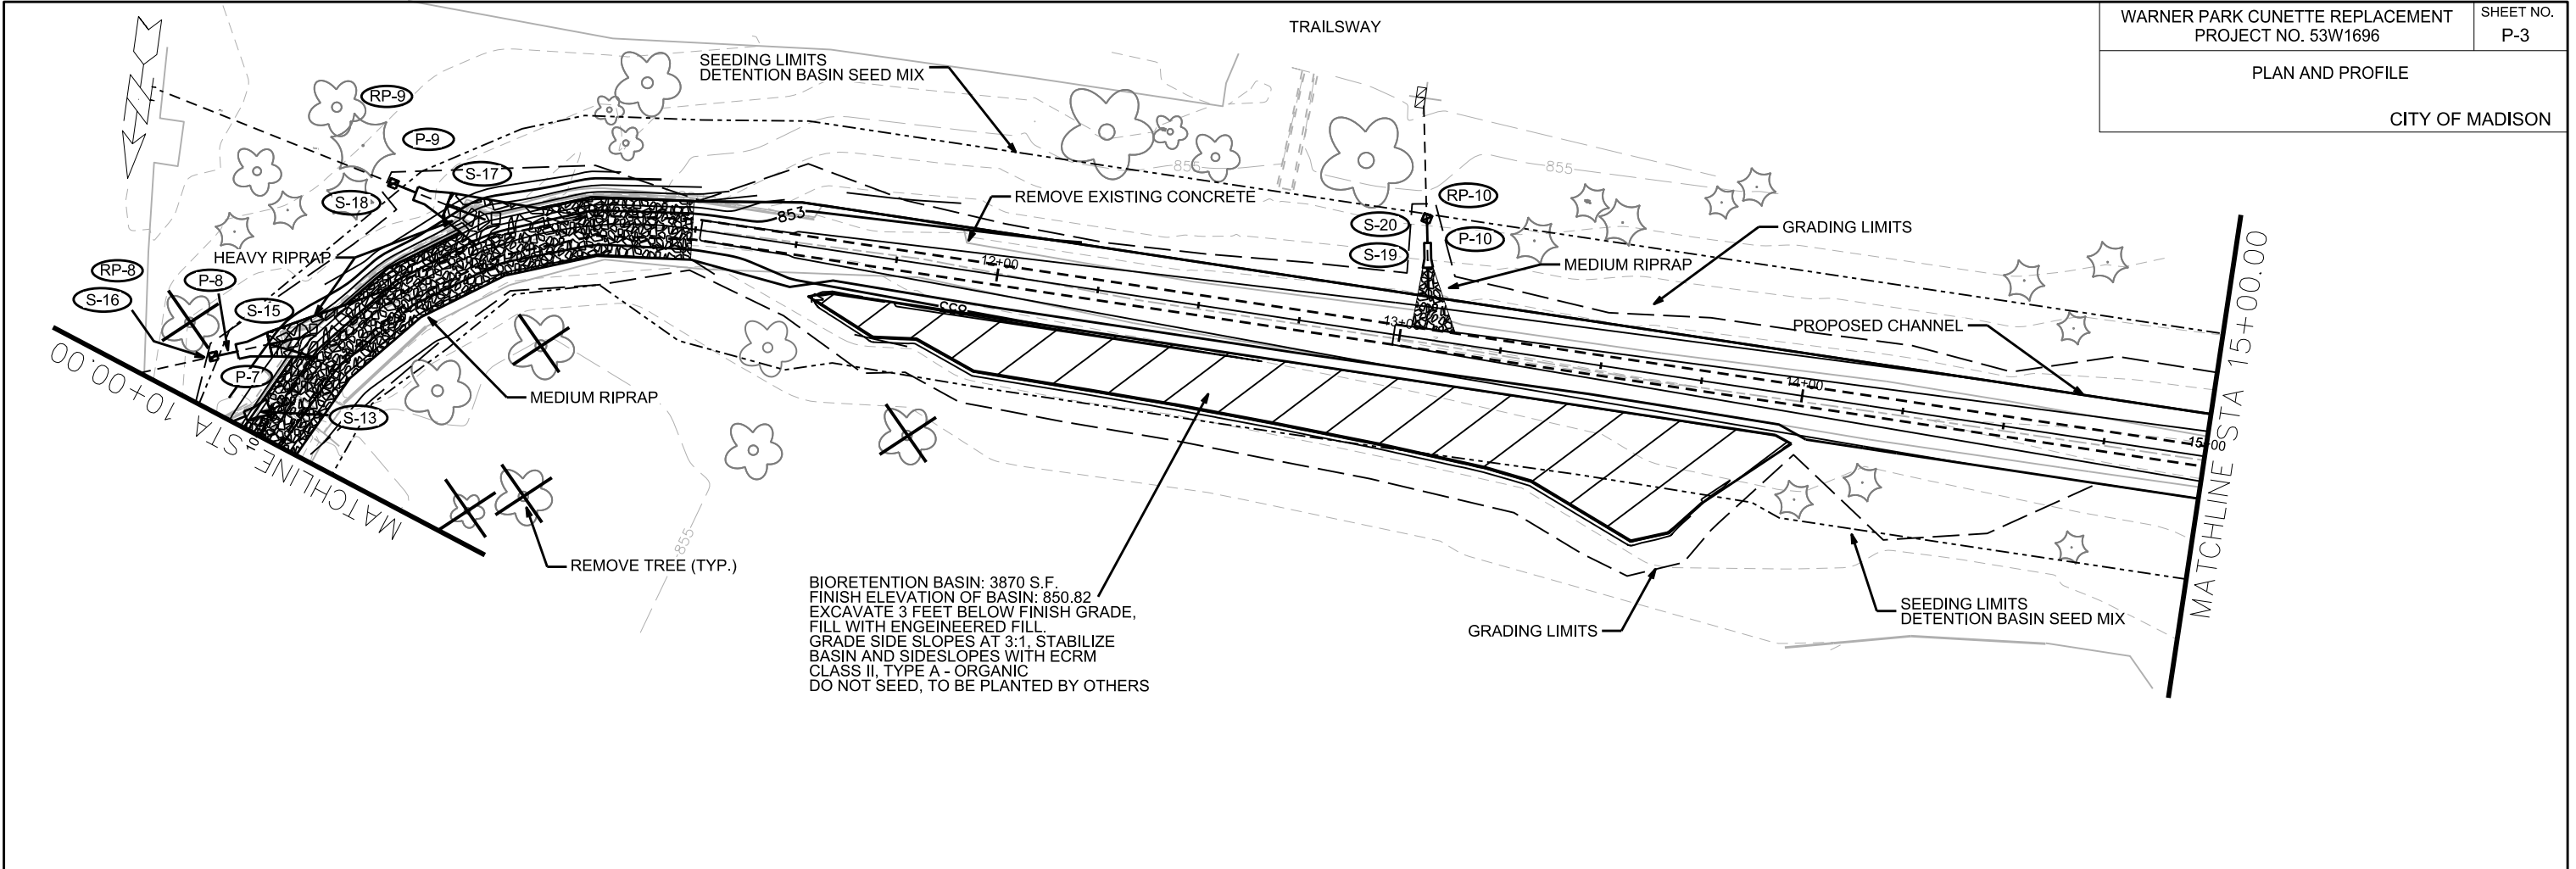 WARNER PARK CUNETTE REPLACEMENT
PROJECT NO. 53W1696
SHEET NO.
P-3
PLAN AND PROFILE
CITY OF MADISON
TRAILSWAY
SEEDING LIMITS
DETENTION BASIN SEED MIX
RP-9
P-9
S-17
S-18
HEAVY RIPRAP
RP-8
P-8
S-16
S-15
P-7
S-13
MATCHLINE STA 10+00.00
MEDIUM RIPRAP
REMOVE TREE (TYP.)
855
853
REMOVE EXISTING CONCRETE
12+00
853
855
RP-10
S-20
P-10
S-19
MEDIUM RIPRAP
13+00
855
GRADING LIMITS
PROPOSED CHANNEL
14+00
15+00
MATCHLINE STA 15+00.00
BIORETENTION BASIN: 3870 S.F.
FINISH ELEVATION OF BASIN: 850.82
EXCAVATE 3 FEET BELOW FINISH GRADE,
FILL WITH ENGEINEERED FILL.
GRADE SIDE SLOPES AT 3:1, STABILIZE
BASIN AND SIDESLOPES WITH ECRM
CLASS II, TYPE A - ORGANIC
DO NOT SEED, TO BE PLANTED BY OTHERS
GRADING LIMITS
SEEDING LIMITS
DETENTION BASIN SEED MIX